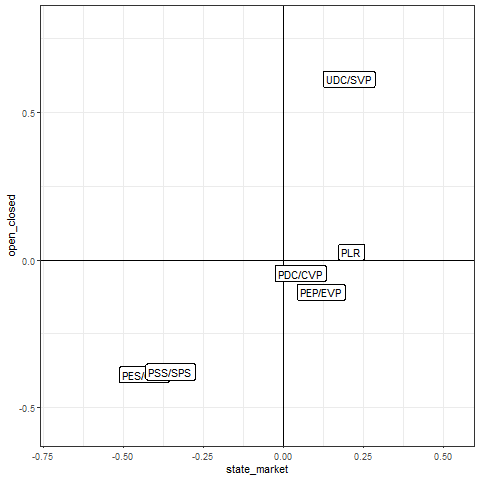 UDC/SVP
0.5
open_closed
PLR
0.0
PDC/CVP
PEP/EVP
PES/
PSS/SPS
-0.5
-0.75
-0.50
-0.25
0.00
0.25
0.50
state_market